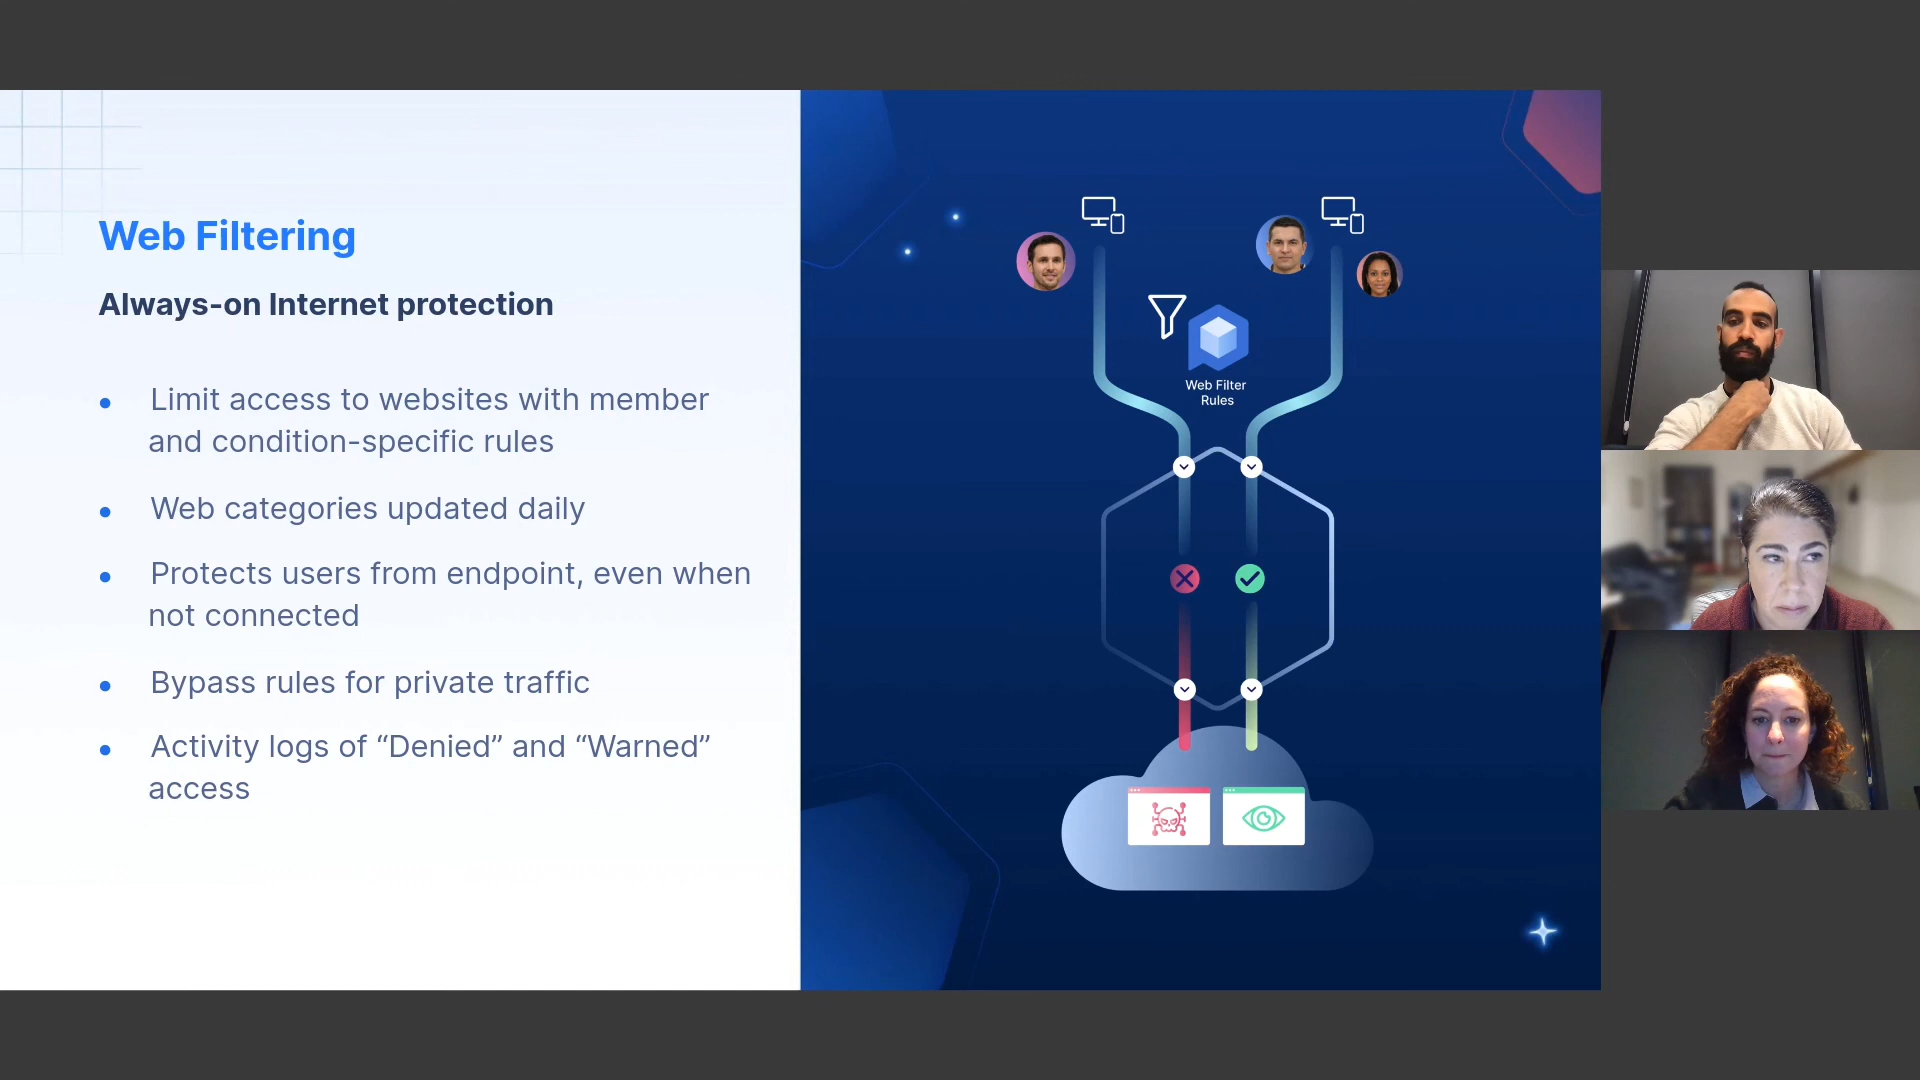 Web Filtering
Always-on Internet protection
Limit access to websites with member
and condition-specific rules
Web categories updated daily
Protects users from endpoint, even when
not connected
Bypass rules for private traffic
Activity logs of “Denied” and “Warned”
access
Web Filter
Rules